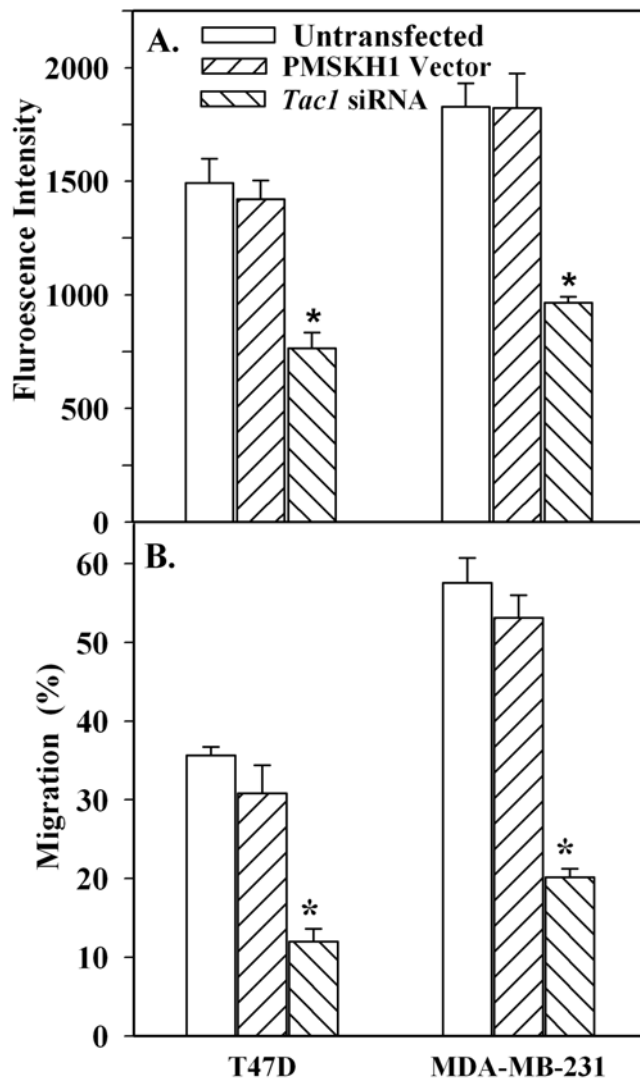 A.
Untransfected
PMSKH1 Vector
Tac1 siRNA
Fluroescence Intensity
2000
1500
1000
500
0
*
*
B.
Migration (%)
60
50
40
30
20
10
0
*
*
T47D
MDA-MB-231